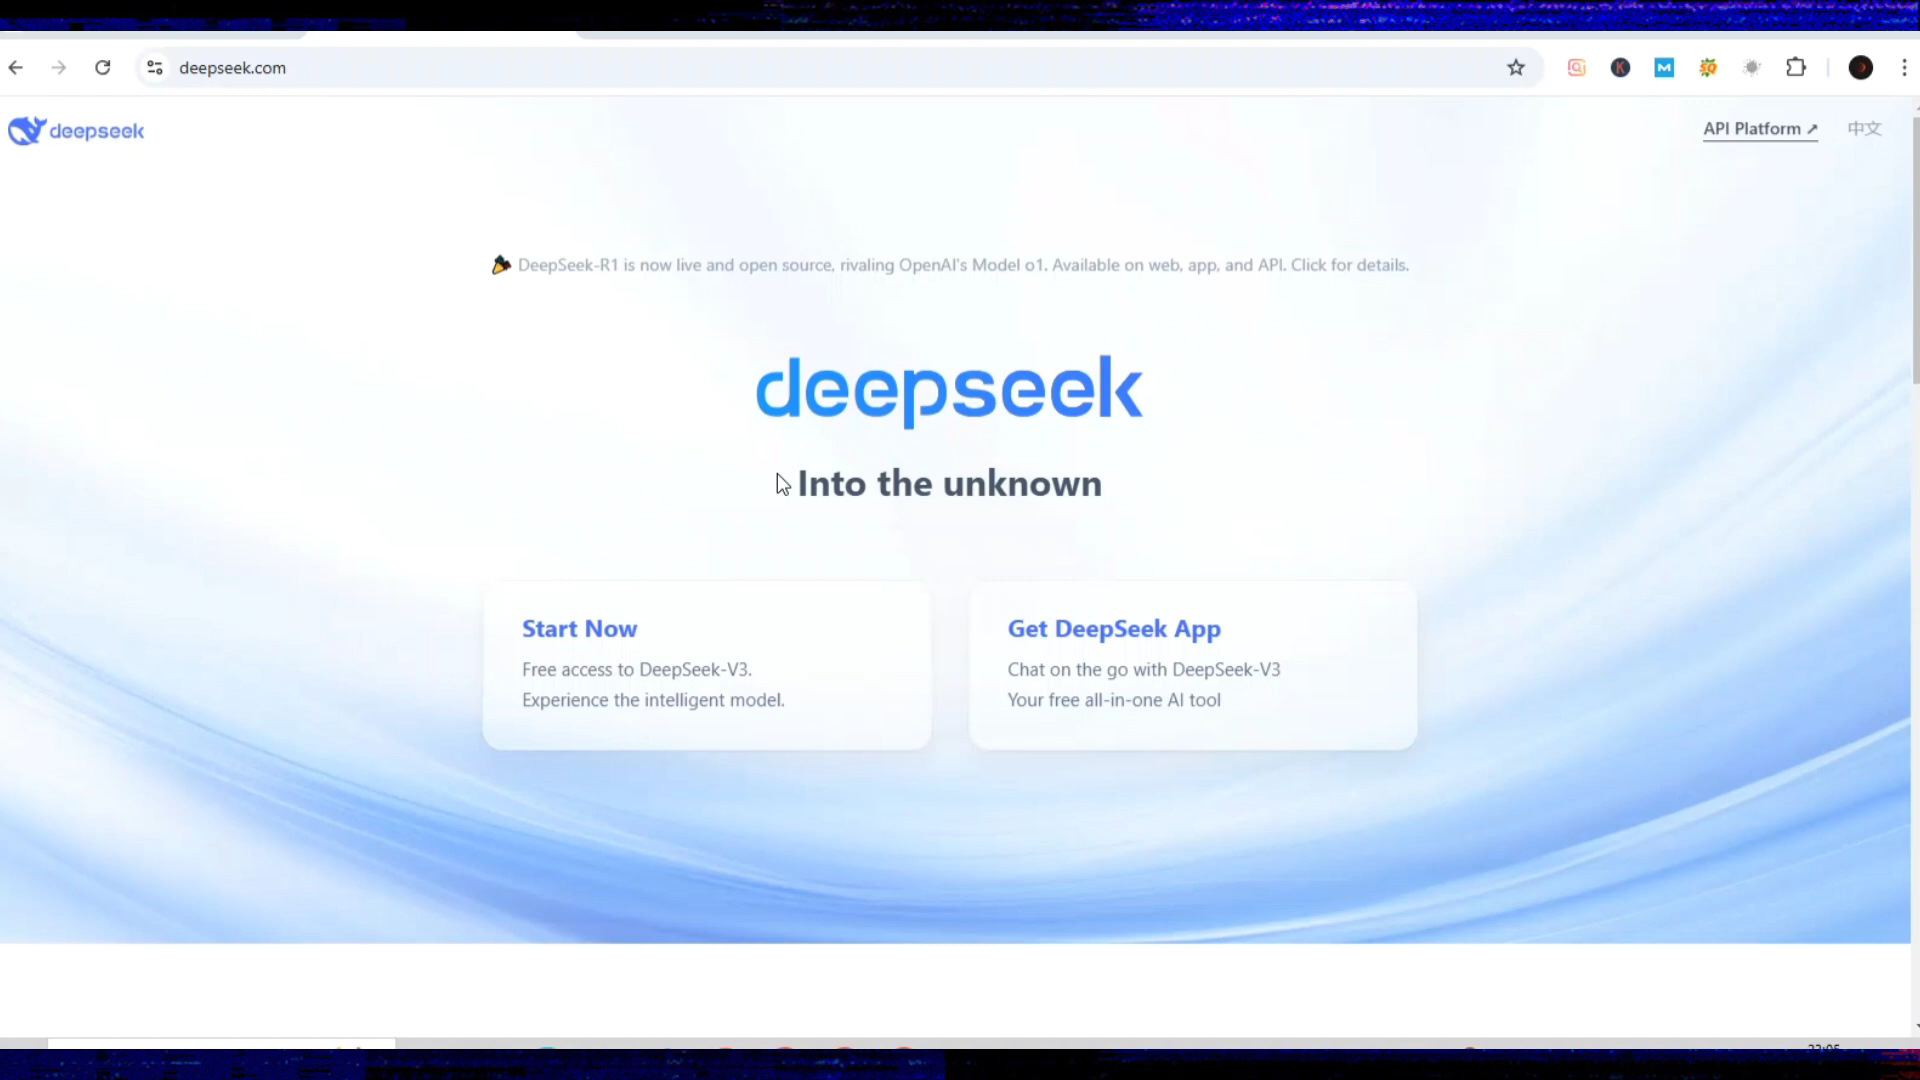 deepseek.com
K
M
SQ
deepseek
API Platform ↗
中文
DeepSeek-R1 is now live and open source, rivaling OpenAI's Model o1. Available on web, app, and API. Click for details.
deepseek
Into the unknown
Start Now
Free access to DeepSeek-V3.
Experience the intelligent model.
Get DeepSeek App
Chat on the go with DeepSeek-V3
Your free all-in-one AI tool